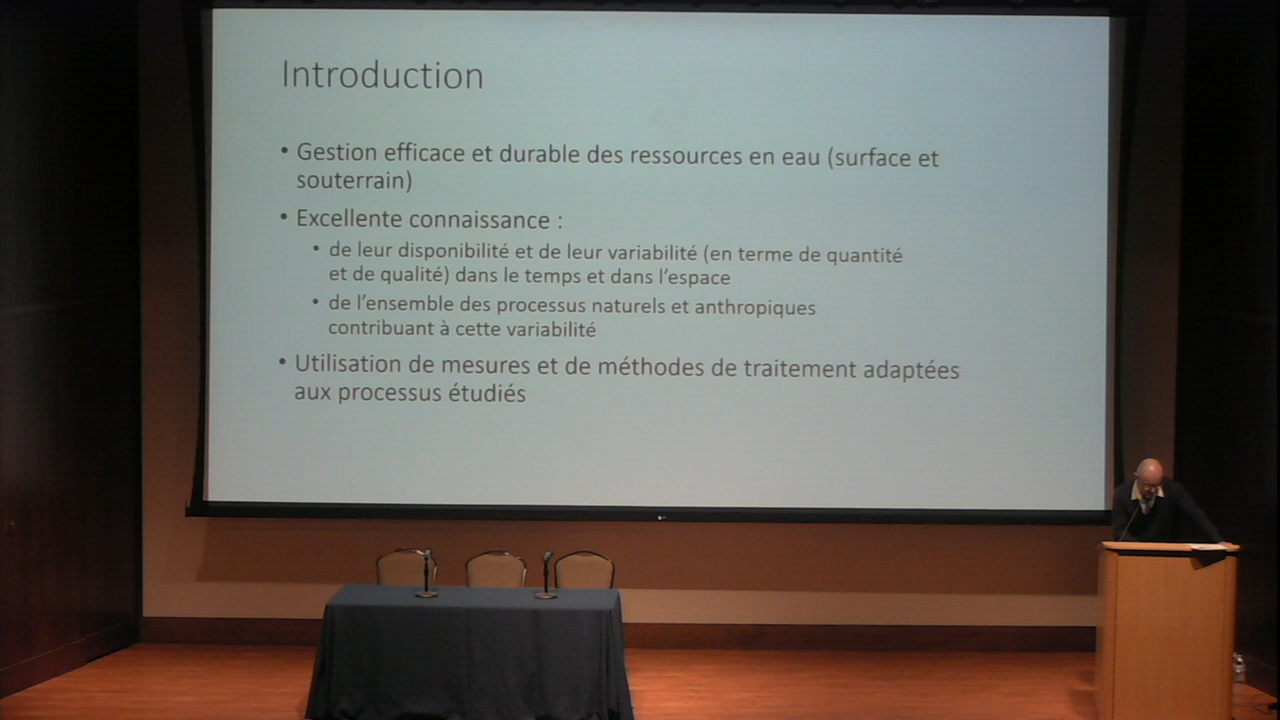 Introduction
• Gestion efficace et durable des ressources en eau (surface et
souterrain)
• Excellente connaissance :
• de leur disponibilité et de leur variabilité (en terme de quantité
et de qualité) dans le temps et dans l'espace
• de l'ensemble des processus naturels et anthropiques
contribuant à cette variabilité
• Utilisation de mesures et de méthodes de traitement adaptées
aux processus étudiés